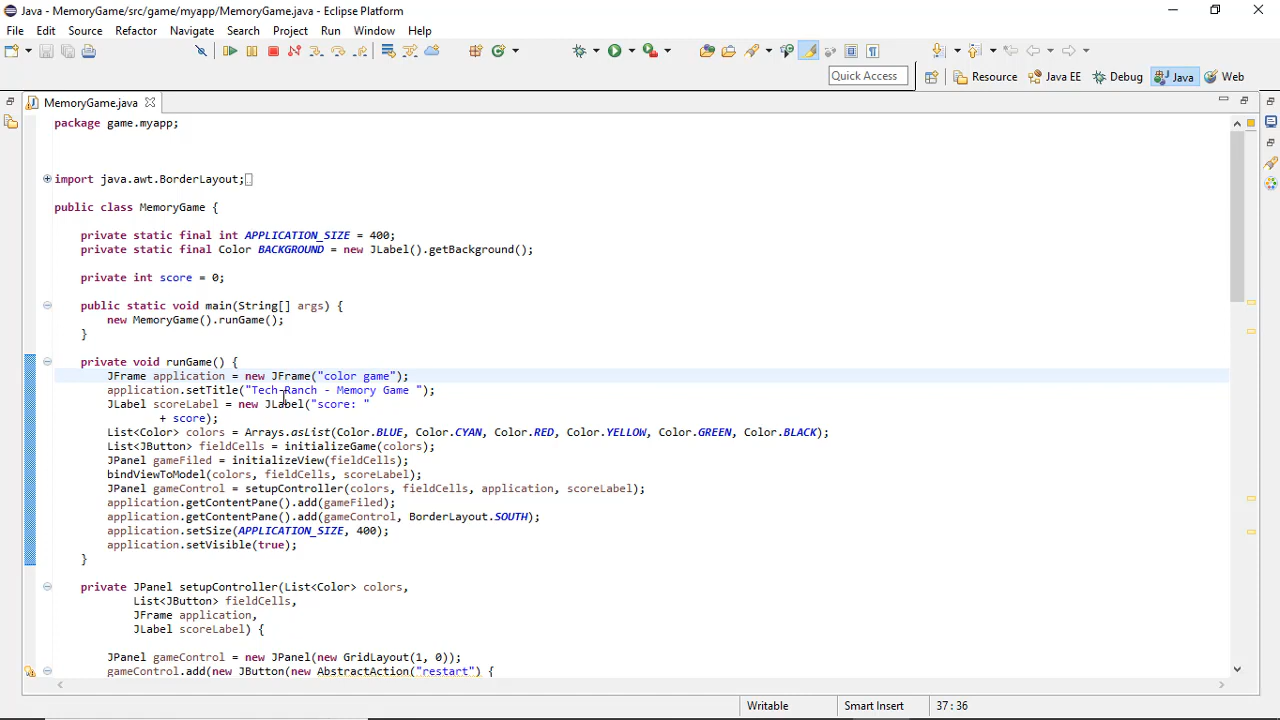 Java - MemoryGame/src/game/myapp/MemoryGame.java - Eclipse Platform
File Edit Source Refactor Navigate Search Project Run Window Help
Quick Access
Resource Java EE Debug Java Web
MemoryGame.java
package game.myapp;
import java.awt.BorderLayout;
public class MemoryGame {
private static final int APPLICATION_SIZE = 400;
private static final Color BACKGROUND = new JLabel().getBackground();
private int score = 0;
public static void main(String[] args) {
new MemoryGame().runGame();
}
private void runGame() {
JFrame application = new JFrame("color game");
application.setTitle("Tech-Ranch - Memory Game ");
JLabel scoreLabel = new JLabel("score: "
+ score);
List<Color> colors = Arrays.asList(Color.BLUE, Color.CYAN, Color.RED, Color.YELLOW, Color.GREEN, Color.BLACK);
List<JButton> fieldCells = initializeGame(colors);
JPanel gameFiled = initializeView(fieldCells);
bindViewToModel(colors, fieldCells, scoreLabel);
JPanel gameControl = setupController(colors, fieldCells, application, scoreLabel);
application.getContentPane().add(gameFiled);
application.getContentPane().add(gameControl, BorderLayout.SOUTH);
application.setSize(APPLICATION_SIZE, 400);
application.setVisible(true);
}
private JPanel setupController(List<Color> colors,
List<JButton> fieldCells,
JFrame application,
JLabel scoreLabel) {
JPanel gameControl = new JPanel(new GridLayout(1, 0));
gameControl.add(new JButton(new AbstractAction("restart") {
Writable Smart Insert 37 : 36